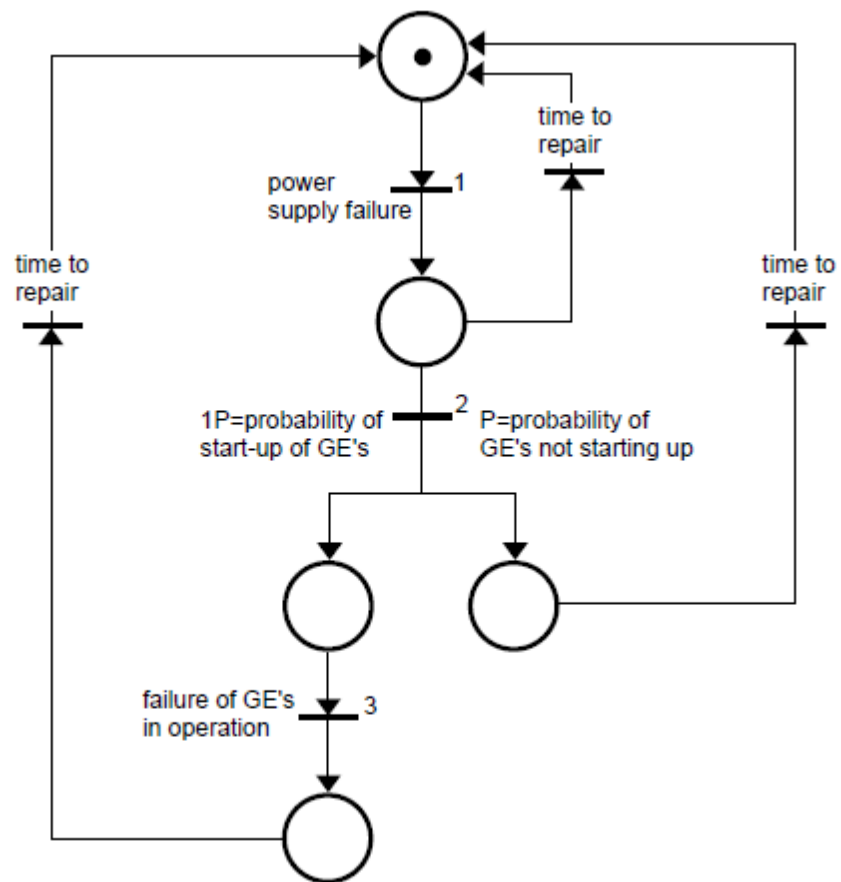 time to
repair
1
power
supply failure
time to
repair
time to
repair
2
1P=probability of
start-up of GE's
P=probability of
GE's not starting up
failure of GE's
in operation
3